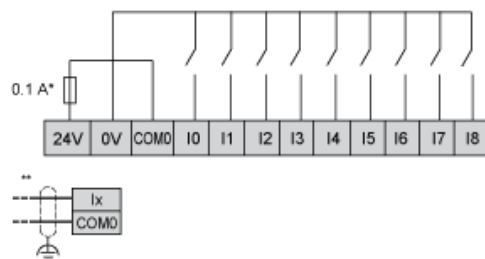 0.1 A*
24V 0V COM0 I0 I1 I2 I3 I4 I5 I6 I7 I8
**
Ix
COM0